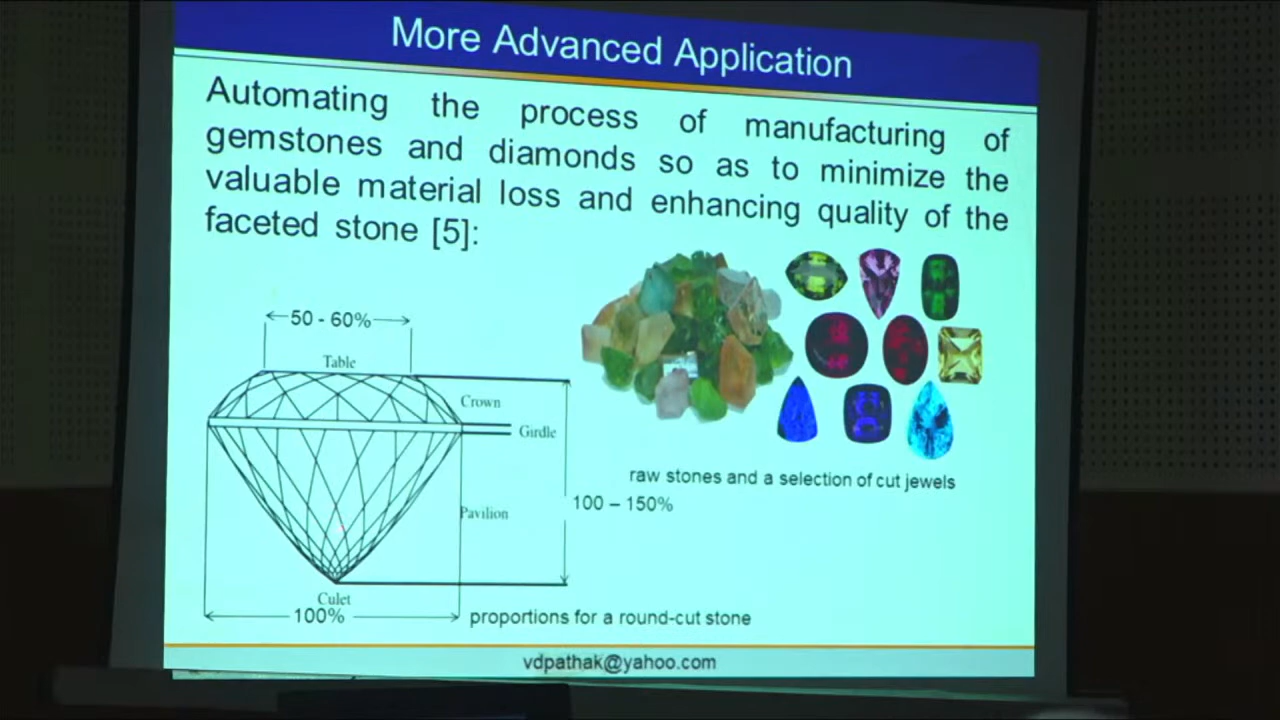 More Advanced Application
Automating the process of manufacturing of
gemstones and diamonds so as to minimize the
valuable material loss and enhancing quality of the
faceted stone [5]:
50 - 60%
Table
Crown
Girdle
Pavilion
Culet
100%
100 – 150%
proportions for a round-cut stone
raw stones and a selection of cut jewels
vdpathak@yahoo.com